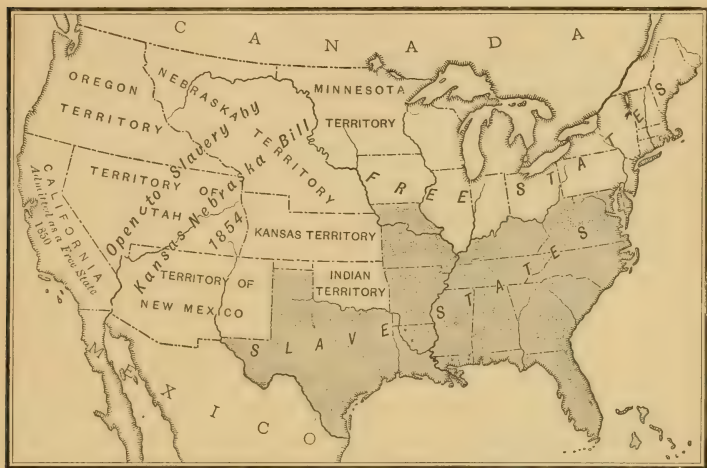 CANADA
OREGON
TERRITORY
NEBRASKA
TERRITORY
MINNESOTA
TERRITORY
FREE STATES
Open to Slavery by
Kansas Nebraska Bill
1854
CALIFORNIA
Admitted as a Free State
1850
TERRITORY OF
UTAH
KANSAS TERRITORY
TERRITORY OF
NEW MEXICO
INDIAN
TERRITORY
SLAVE STATES
MEXICO